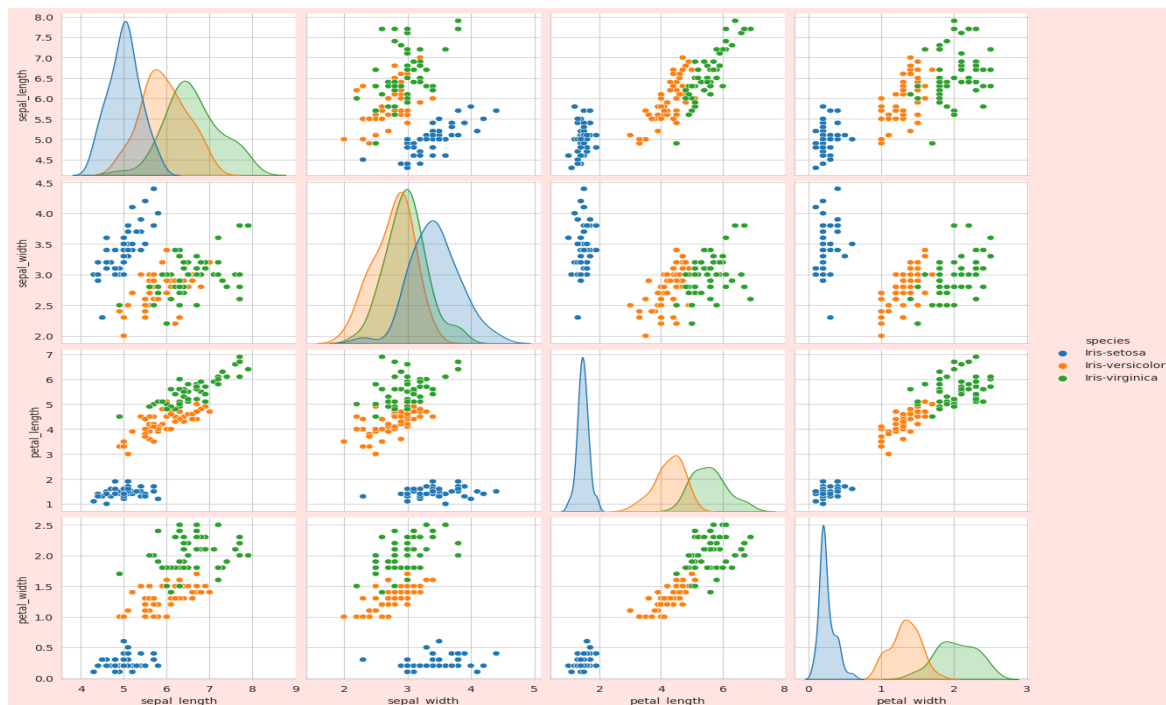 8.0
7.5
7.0
6.5
6.0
5.5
5.0
4.5
sepal_length
4.5
4.0
3.5
3.0
2.5
2.0
sepal_width
7
6
5
4
3
2
1
petal_length
2.5
2.0
1.5
1.0
0.5
0.0
petal_width
4 5 6 7 8 9
sepal_length
2 3 4 5
sepal_width
2 4 6 8
petal_length
0 1 2 3
petal_width
species
Iris-setosa
Iris-versicolor
Iris-virginica